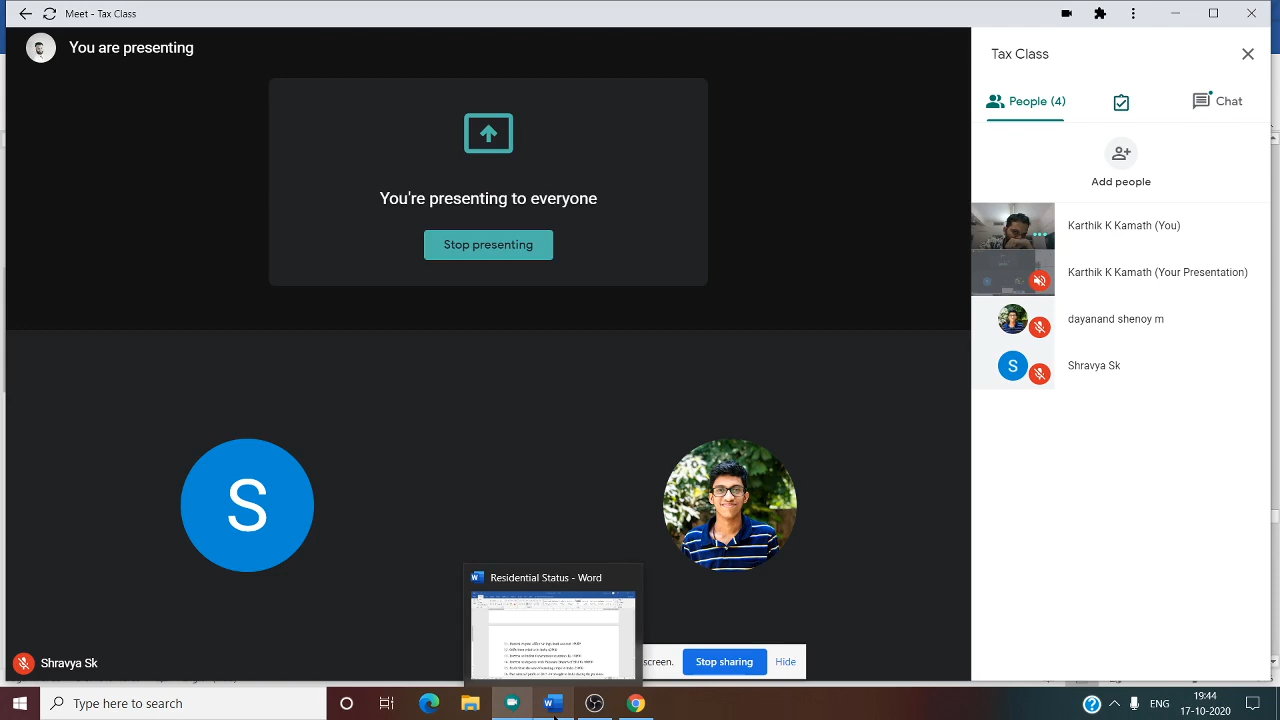 Meet - Tax Class
You are presenting
You're presenting to everyone
Stop presenting
Tax Class
People (4)
Chat
Add people
Karthik K Kamath (You)
Karthik K Kamath (Your Presentation)
dayanand shenoy m
S
Shravya Sk
S
Residential Status - Word
screen.
Stop sharing
Hide
Type here to search
ENG
19:44
17-10-2020